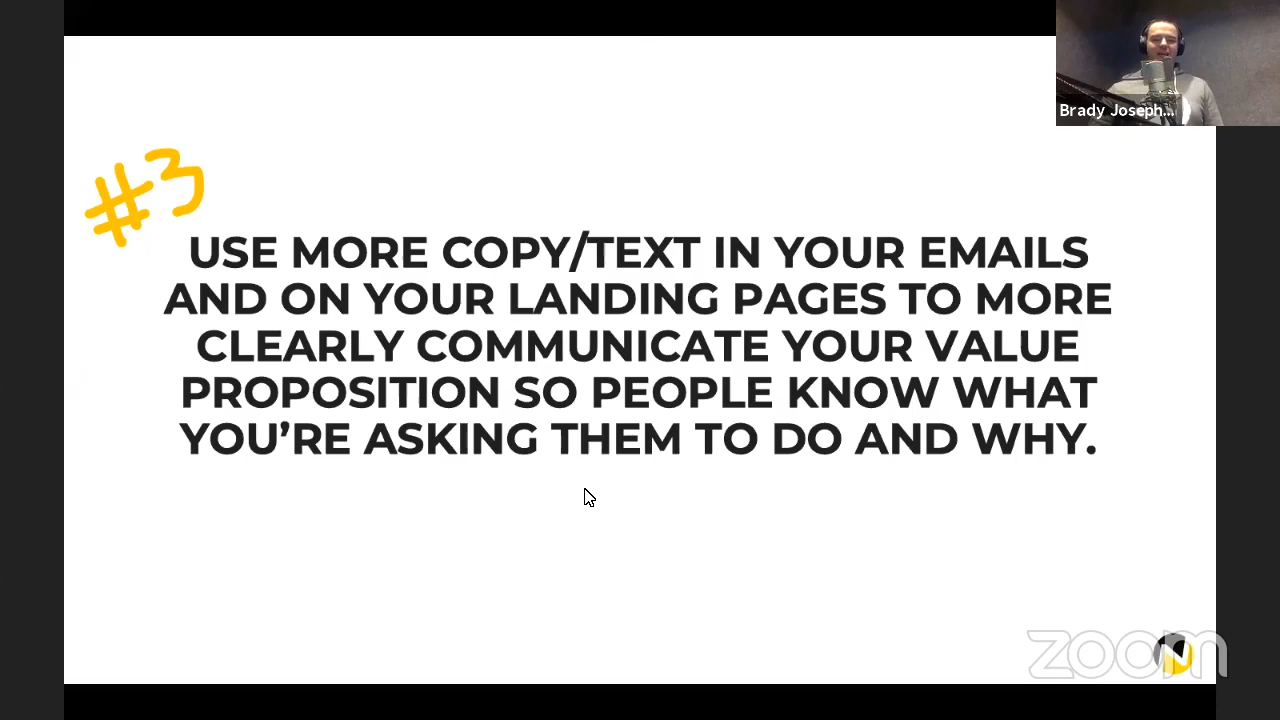 Brady Joseph...
#3
USE MORE COPY/TEXT IN YOUR EMAILS
AND ON YOUR LANDING PAGES TO MORE
CLEARLY COMMUNICATE YOUR VALUE
PROPOSITION SO PEOPLE KNOW WHAT
YOU’RE ASKING THEM TO DO AND WHY.
zoom
N